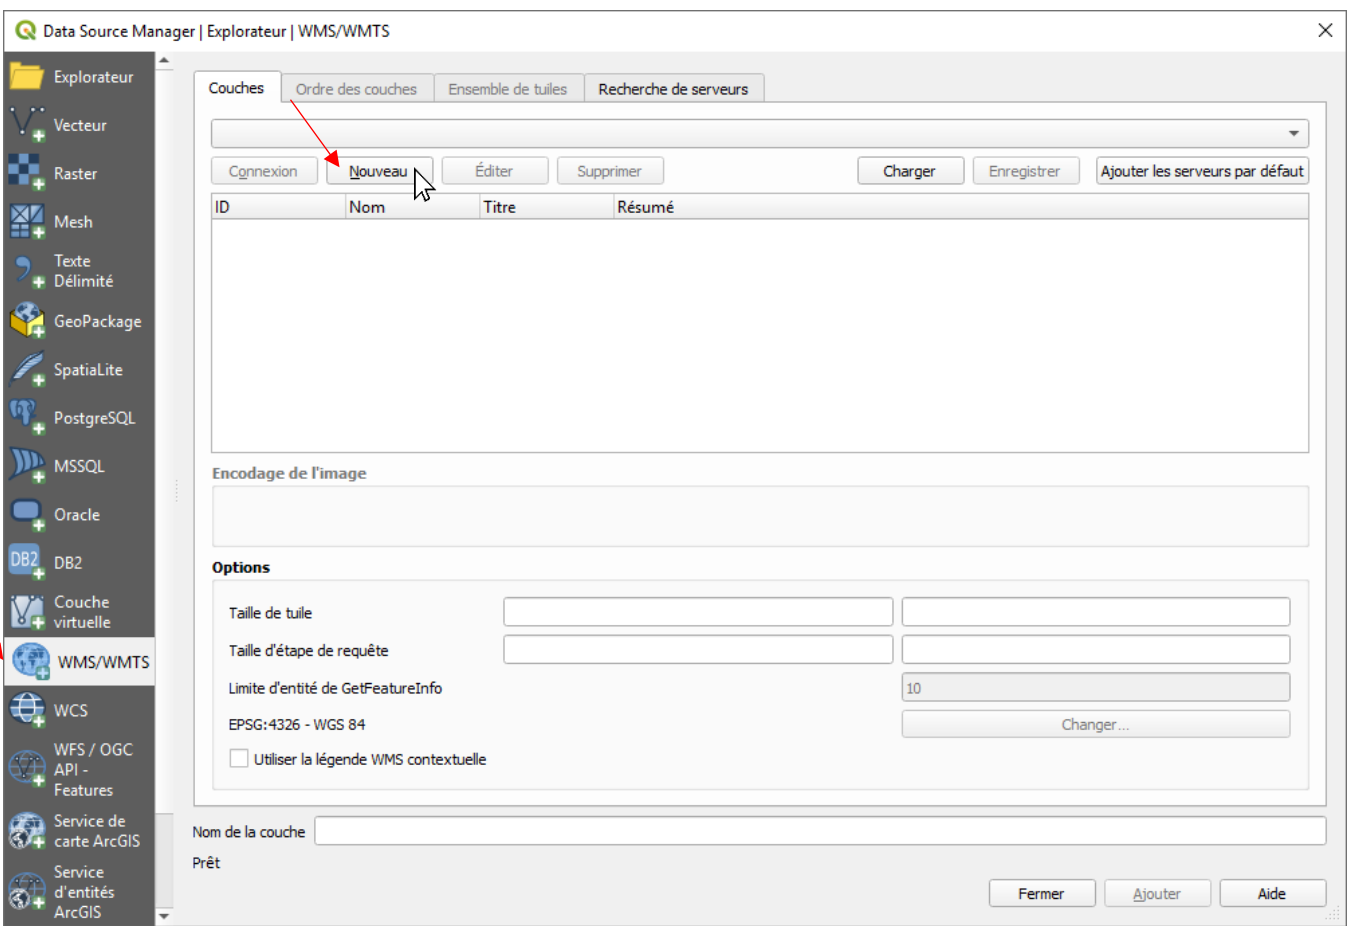 Data Source Manager | Explorateur | WMS/WMTS
Explorateur
Vecteur
Raster
Mesh
Texte
Délimité
GeoPackage
SpatiaLite
PostgreSQL
MSSQL
Oracle
DB2
DB2
Couche
virtuelle
WMS/WMTS
WCS
WFS / OGC
API -
Features
Service de
carte ArcGIS
Service
d'entités
ArcGIS
Couches
Ordre des couches
Ensemble de tuiles
Recherche de serveurs
Connexion
Nouveau
Éditer
Supprimer
Charger
Enregistrer
Ajouter les serveurs par défaut
ID
Nom
Titre
Résumé
Encodage de l'image
Options
Taille de tuile
Taille d'étape de requête
Limite d'entité de GetFeatureInfo
10
EPSG:4326 - WGS 84
Changer...
Utiliser la légende WMS contextuelle
Nom de la couche
Prêt
Fermer
Ajouter
Aide